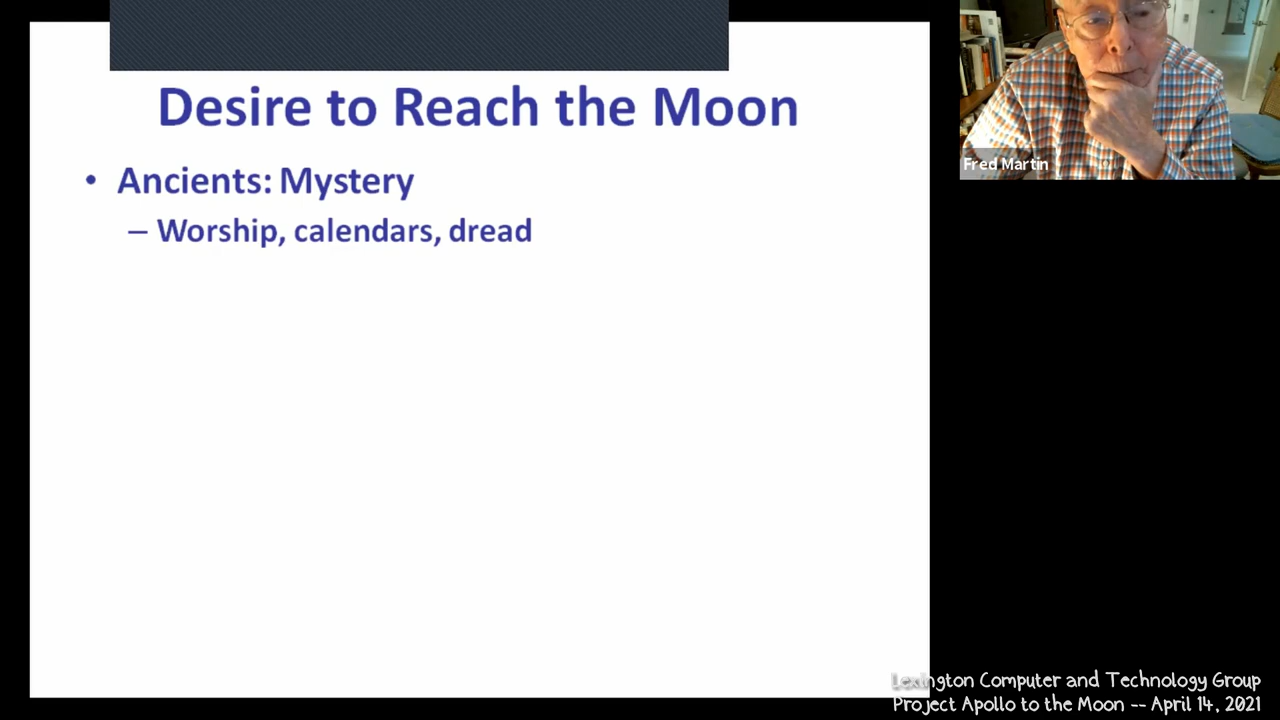 Desire to Reach the Moon
• Ancients: Mystery
– Worship, calendars, dread
Fred Martin
Lexington Computer and Technology Group
Project Apollo to the Moon -- April 14, 2021